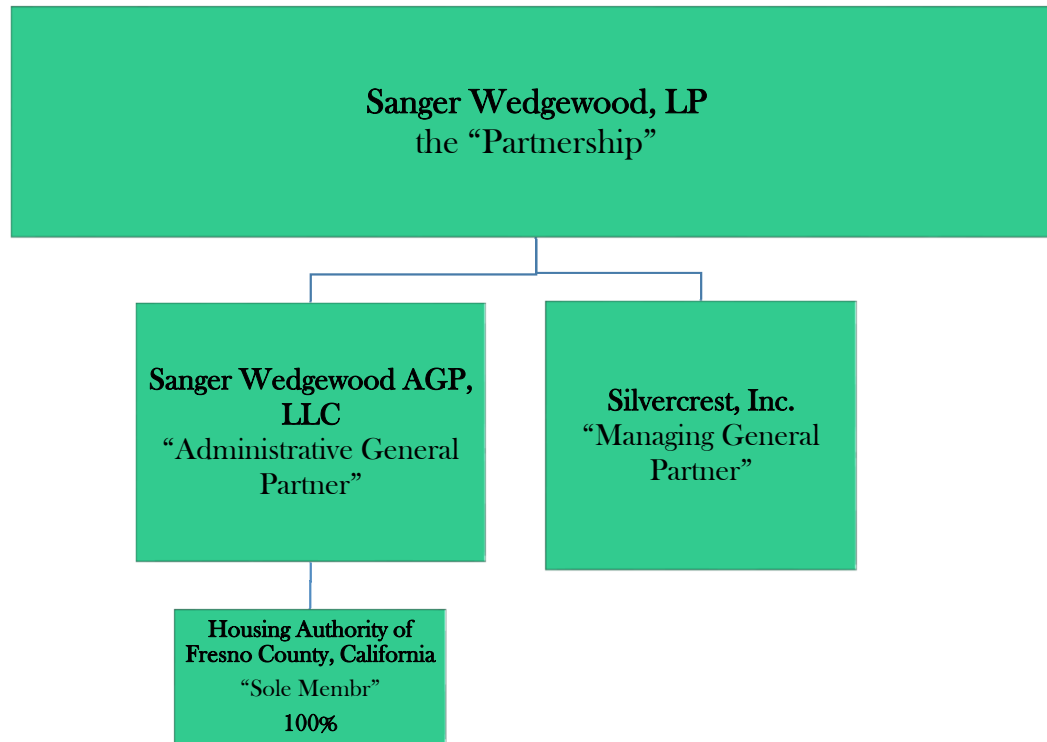 Sanger Wedgewood, LP
the “Partnership”
Sanger Wedgewood AGP,
LLC
“Administrative General
Partner”
Silvercrest, Inc.
“Managing General
Partner”
Housing Authority of
Fresno County, California
“Sole Membr”
100%